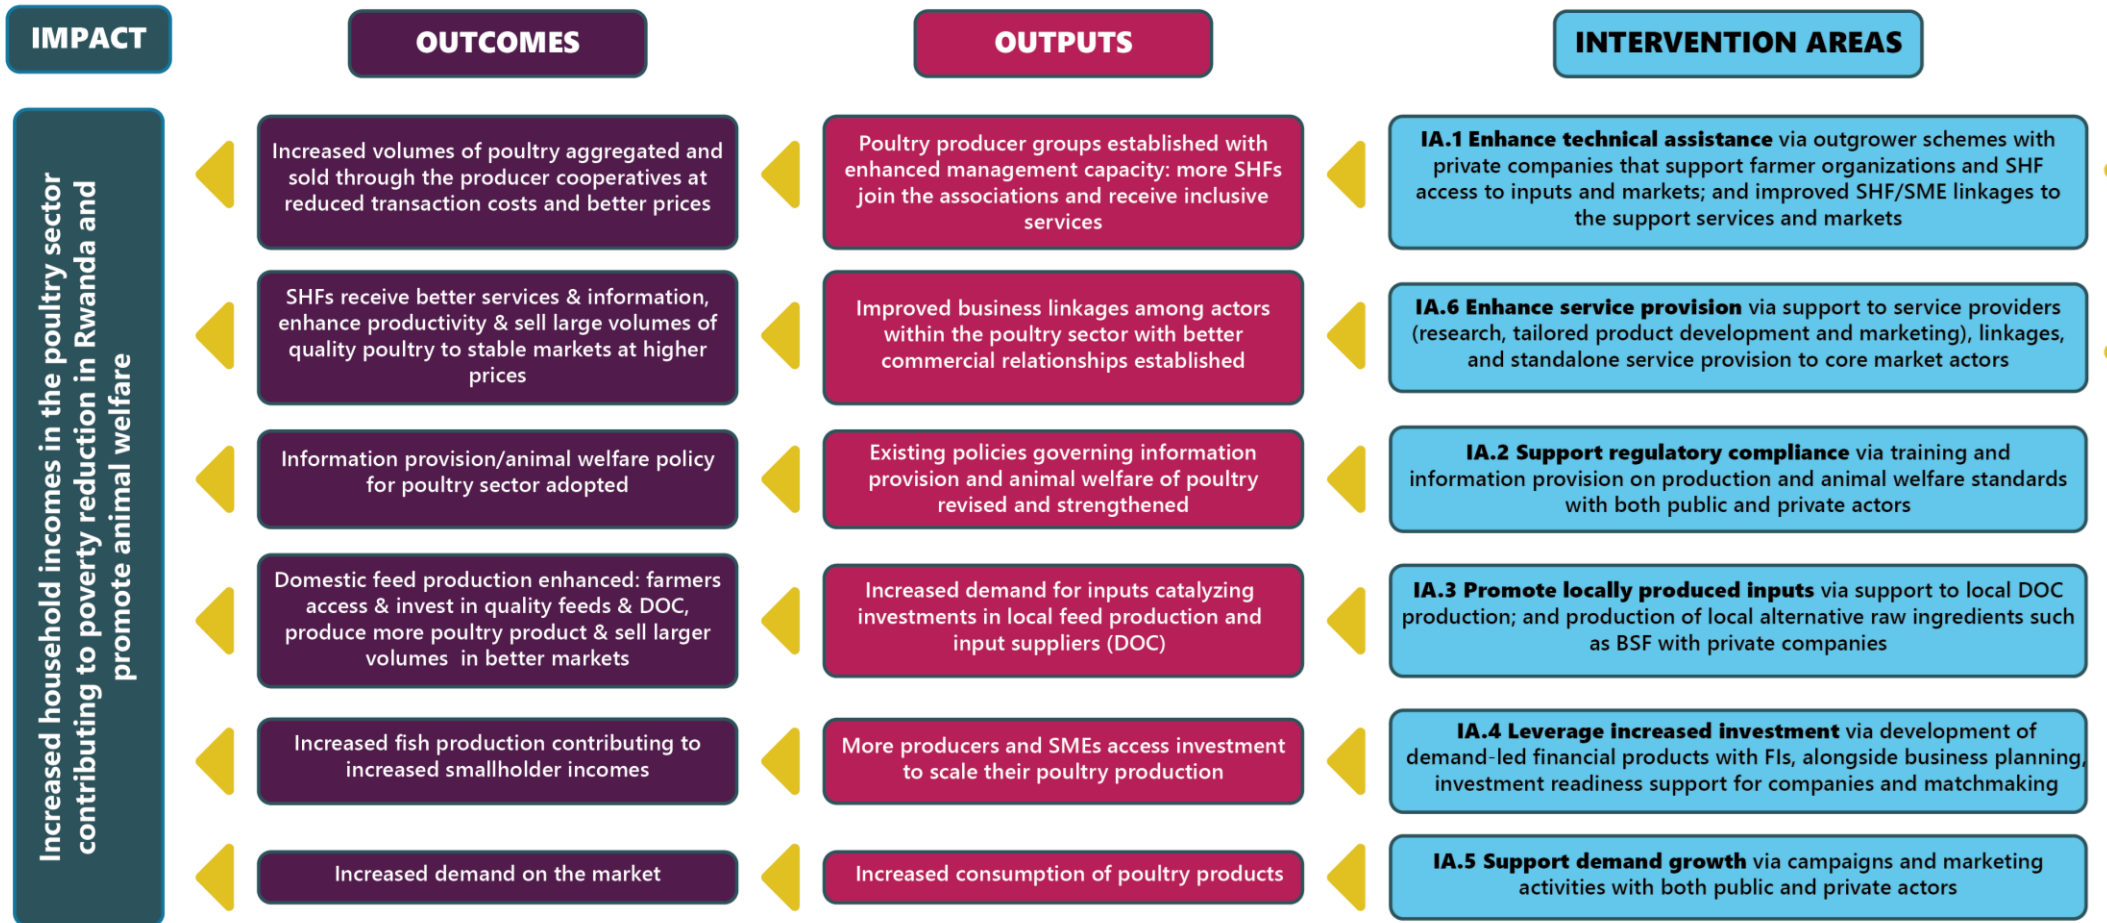 IMPACT
OUTCOMES
OUTPUTS
INTERVENTION AREAS
Increased household incomes in the poultry sector
contributing to poverty reduction in Rwanda and
promote animal welfare
Increased volumes of poultry aggregated and
sold through the producer cooperatives at
reduced transaction costs and better prices
Poultry producer groups established with
enhanced management capacity: more SHFs
join the associations and receive inclusive
services
IA.1 Enhance technical assistance via outgrower schemes with
private companies that support farmer organizations and SHF
access to inputs and markets; and improved SHF/SME linkages to
the support services and markets
SHFs receive better services & information,
enhance productivity & sell large volumes of
quality poultry to stable markets at higher
prices
Improved business linkages among actors
within the poultry sector with better
commercial relationships established
IA.6 Enhance service provision via support to service providers
(research, tailored product development and marketing), linkages,
and standalone service provision to core market actors
Information provision/animal welfare policy
for poultry sector adopted
Existing policies governing information
provision and animal welfare of poultry
revised and strengthened
IA.2 Support regulatory compliance via training and
information provision on production and animal welfare standards
with both public and private actors
Domestic feed production enhanced: farmers
access & invest in quality feeds & DOC,
produce more poultry product & sell larger
volumes in better markets
Increased demand for inputs catalyzing
investments in local feed production and
input suppliers (DOC)
IA.3 Promote locally produced inputs via support to local DOC
production; and production of local alternative raw ingredients such
as BSF with private companies
Increased fish production contributing to
increased smallholder incomes
More producers and SMEs access investment
to scale their poultry production
IA.4 Leverage increased investment via development of
demand-led financial products with FIs, alongside business planning,
investment readiness support for companies and matchmaking
Increased demand on the market
Increased consumption of poultry products
IA.5 Support demand growth via campaigns and marketing
activities with both public and private actors